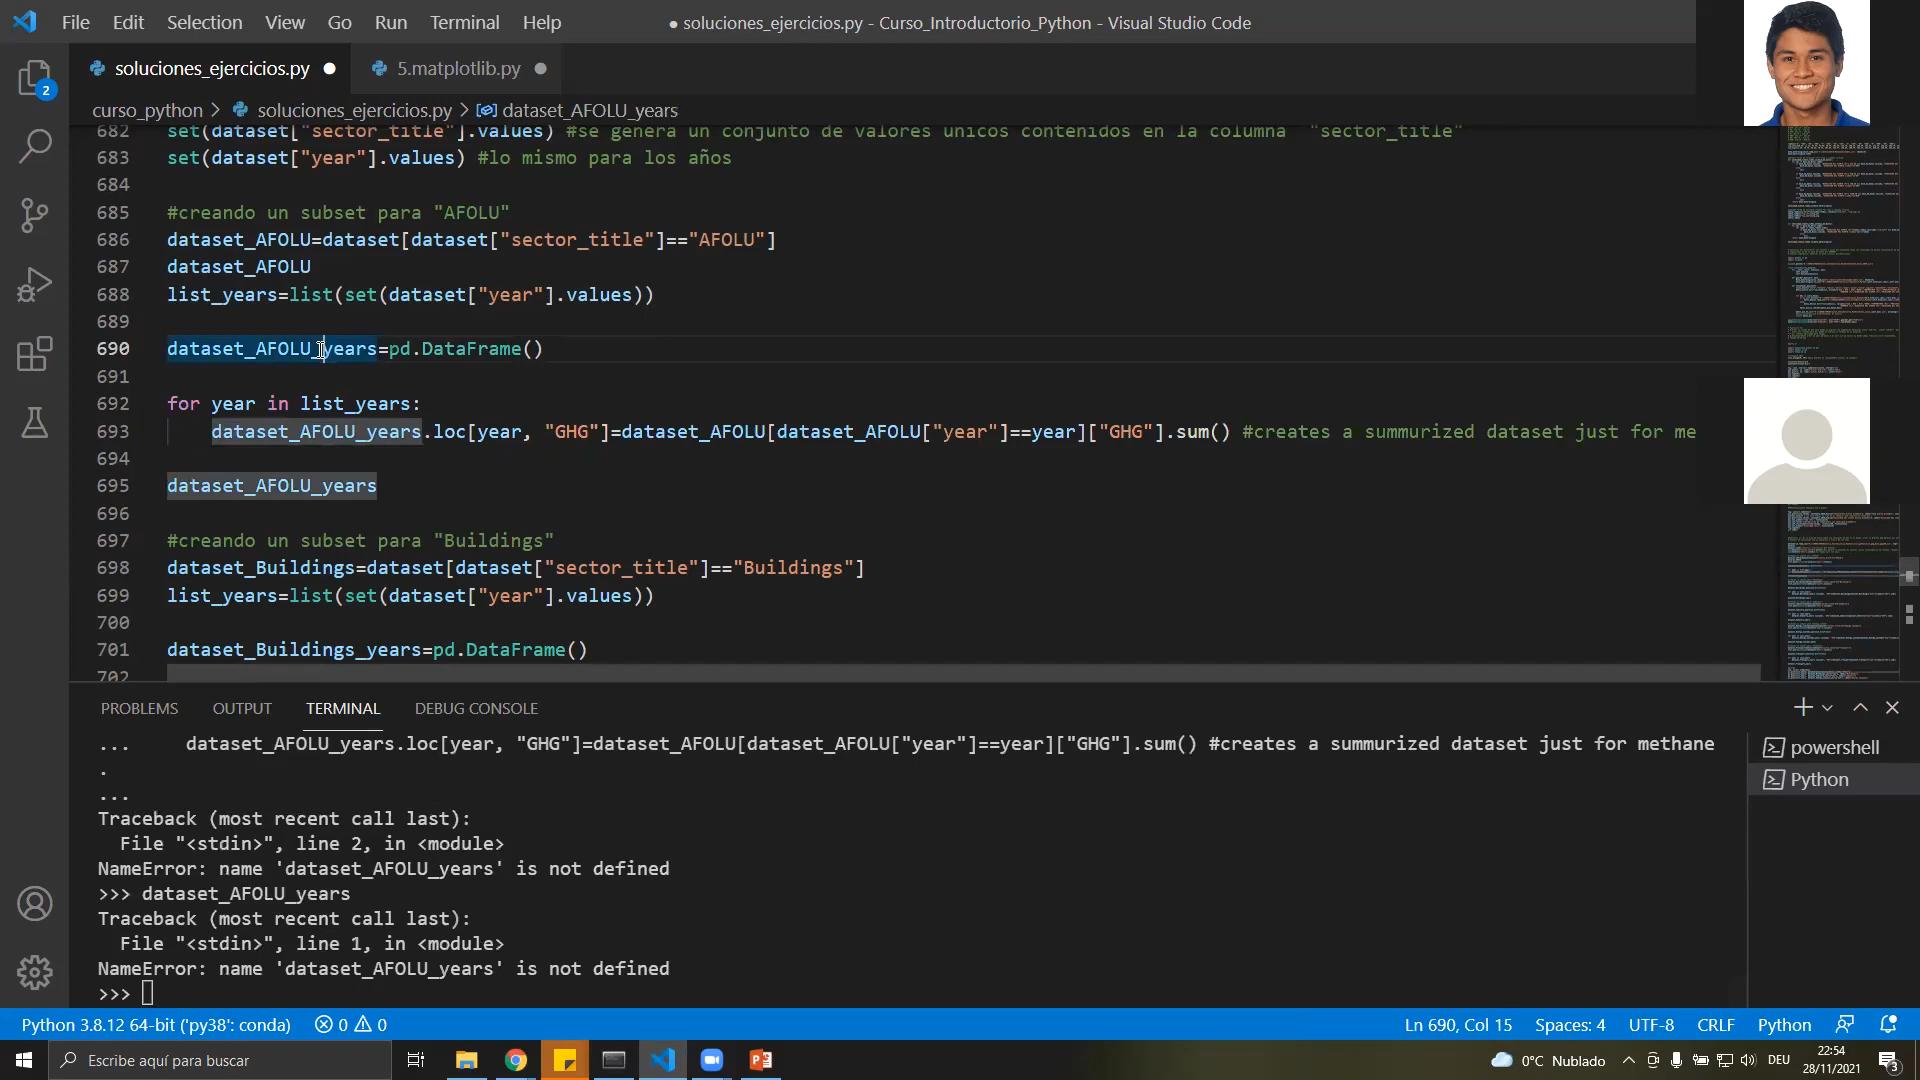 File Edit Selection View Go Run Terminal Help
● soluciones_ejercicios.py - Curso_Introductorio_Python - Visual Studio Code
soluciones_ejercicios.py ● 5.matplotlib.py ●
curso_python > soluciones_ejercicios.py > dataset_AFOLU_years
682 set(dataset["sector_title"].values) #se genera un conjunto de valores unicos contenidos en la columna "sector_title"
683 set(dataset["year"].values) #lo mismo para los años
684
685 #creando un subset para "AFOLU"
686 dataset_AFOLU=dataset[dataset["sector_title"]=="AFOLU"]
687 dataset_AFOLU
688 list_years=list(set(dataset["year"].values))
689
690 dataset_AFOLU_years=pd.DataFrame()
691
692 for year in list_years:
693 dataset_AFOLU_years.loc[year, "GHG"]=dataset_AFOLU[dataset_AFOLU["year"]==year]["GHG"].sum() #creates a summurized dataset just for me
694
695 dataset_AFOLU_years
696
697 #creando un subset para "Buildings"
698 dataset_Buildings=dataset[dataset["sector_title"]=="Buildings"]
699 list_years=list(set(dataset["year"].values))
700
701 dataset_Buildings_years=pd.DataFrame()
702
PROBLEMS OUTPUT TERMINAL DEBUG CONSOLE
... dataset_AFOLU_years.loc[year, "GHG"]=dataset_AFOLU[dataset_AFOLU["year"]==year]["GHG"].sum() #creates a summurized dataset just for methane
.
...
Traceback (most recent call last):
File "<stdin>", line 2, in <module>
NameError: name 'dataset_AFOLU_years' is not defined
>>> dataset_AFOLU_years
Traceback (most recent call last):
File "<stdin>", line 1, in <module>
NameError: name 'dataset_AFOLU_years' is not defined
>>>
powershell
Python
2
Python 3.8.12 64-bit ('py38': conda) 0 0 Ln 690, Col 15 Spaces: 4 UTF-8 CRLF Python
Escribe aquí para buscar
0°C Nublado DEU
22:54
28/11/2021
3